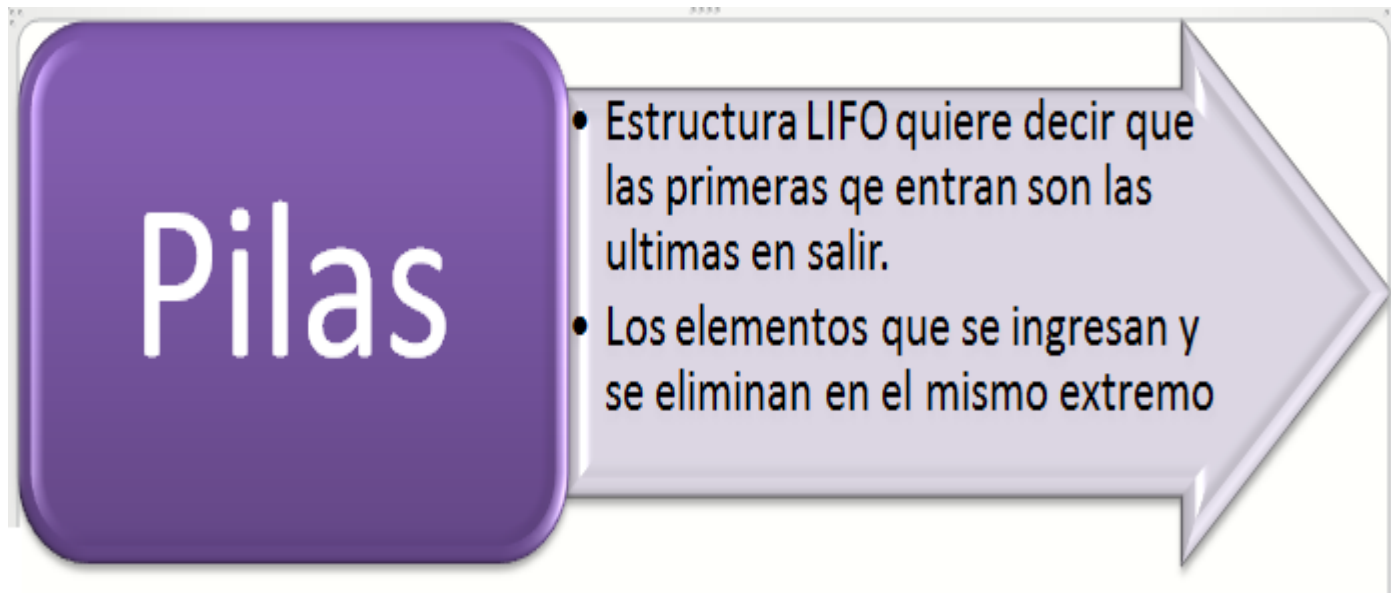 Pilas
• Estructura LIFO quiere decir que
las primeras qe entran son las
ultimas en salir.
• Los elementos que se ingresan y
se eliminan en el mismo extremo